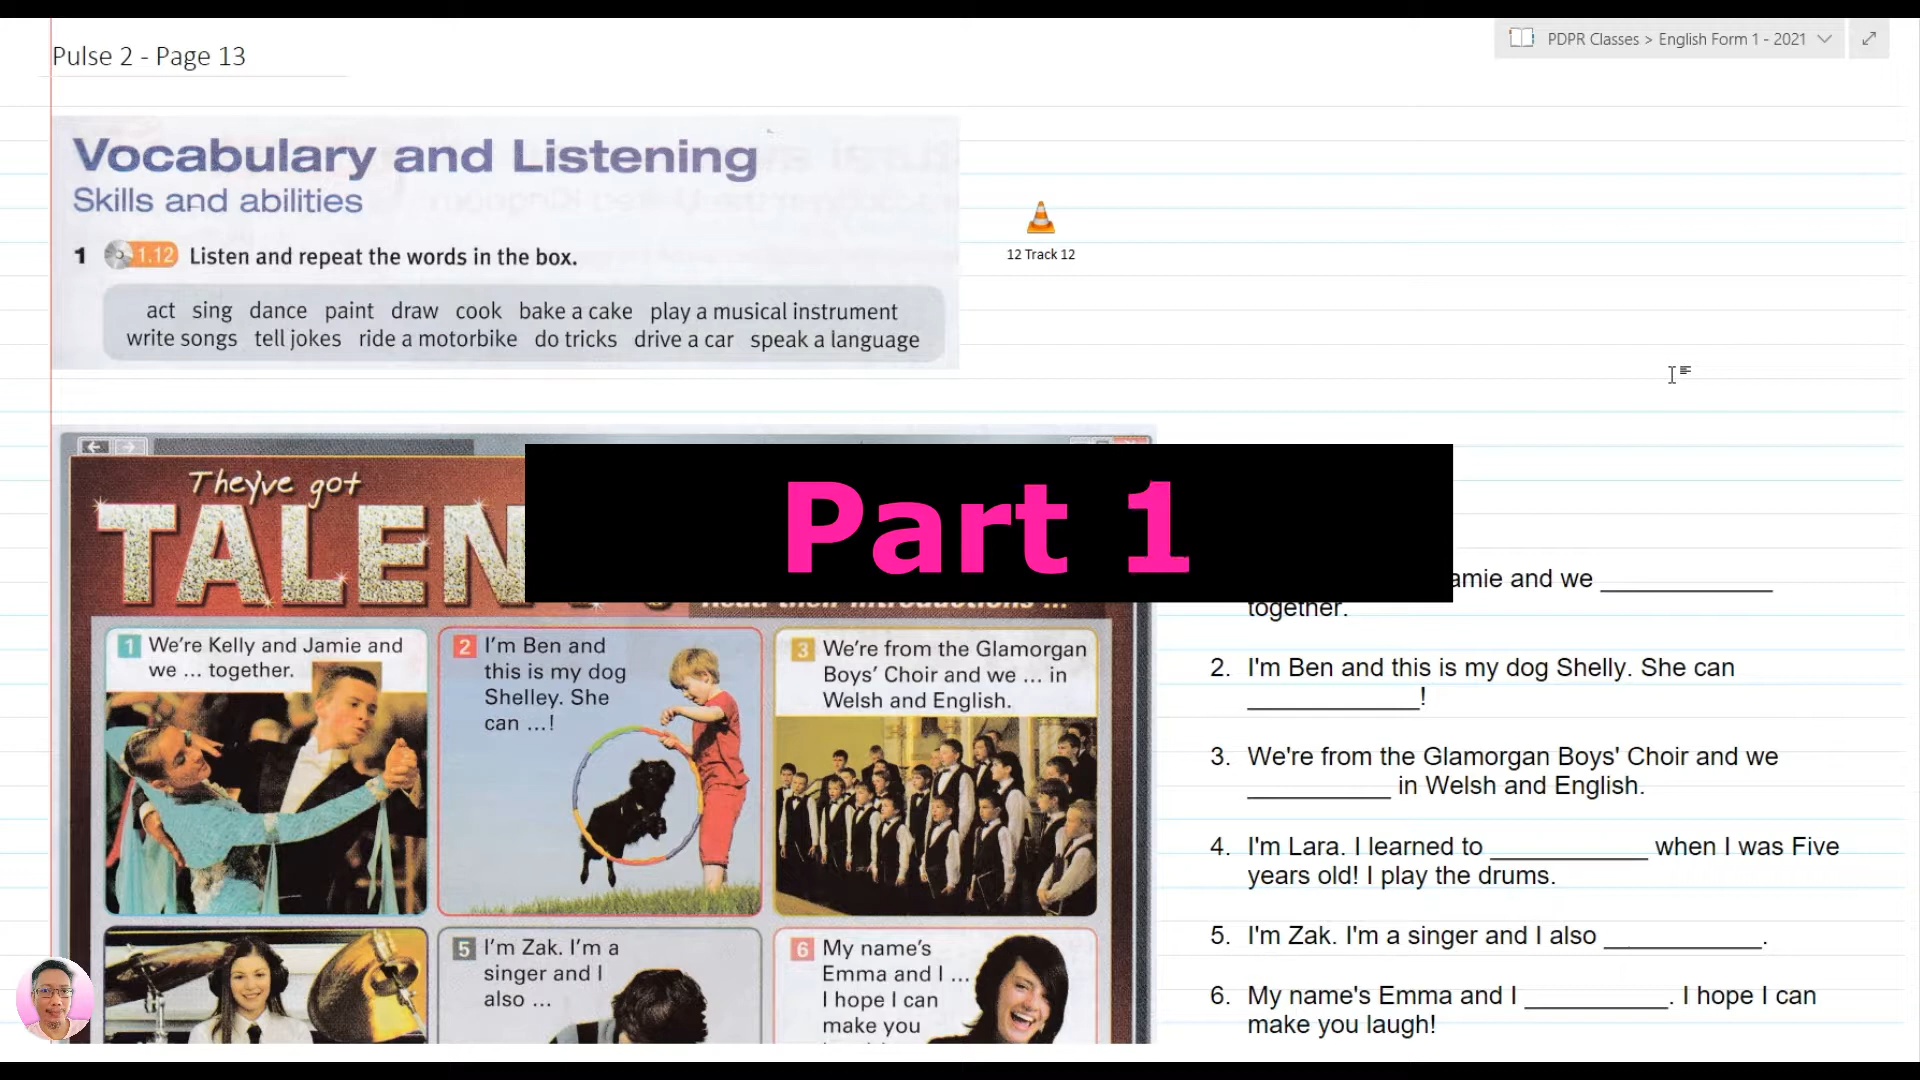 Pulse 2 - Page 13
PDPR Classes > English Form 1 - 2021
Vocabulary and Listening
Skills and abilities
1 1.12 Listen and repeat the words in the box.
12 Track 12
act sing dance paint draw cook bake a cake play a musical instrument
write songs tell jokes ride a motorbike do tricks drive a car speak a language
They've got
TALEN
Part 1
1 We're Kelly and Jamie and
we ... together.
2 I'm Ben and
this is my dog
Shelley. She
can ...!
3 We're from the Glamorgan
Boys' Choir and we ... in
Welsh and English.
5 I'm Zak. I'm a
singer and I
also ...
6 My name's
Emma and I ...
I hope I can
make you
amie and we ____________
together.
2. I'm Ben and this is my dog Shelly. She can
____________!
3. We're from the Glamorgan Boys' Choir and we
__________ in Welsh and English.
4. I'm Lara. I learned to ___________ when I was Five
years old! I play the drums.
5. I'm Zak. I'm a singer and I also ___________.
6. My name's Emma and I __________. I hope I can
make you laugh!